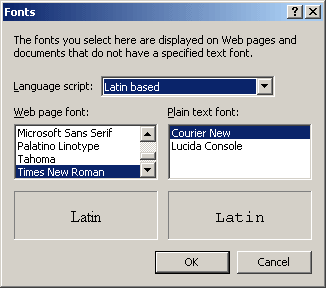 Fonts
The fonts you select here are displayed on Web pages and
documents that do not have a specified text font.
Language script: Latin based
Web page font:
Microsoft Sans Serif
Palatino Linotype
Tahoma
Times New Roman
Latin
Plain text font:
Courier New
Lucida Console
Latin
OK
Cancel